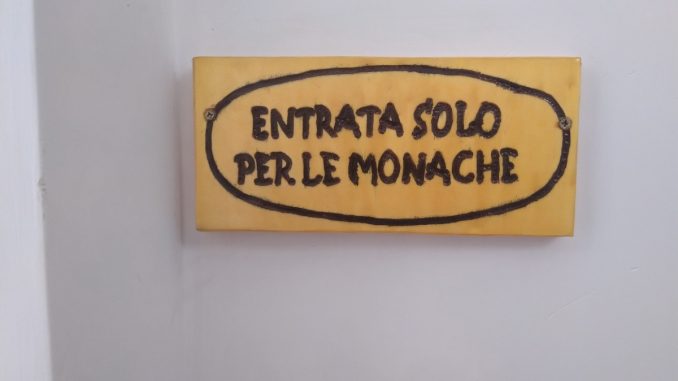 ENTRATA SOLO
PER LE MONACHE